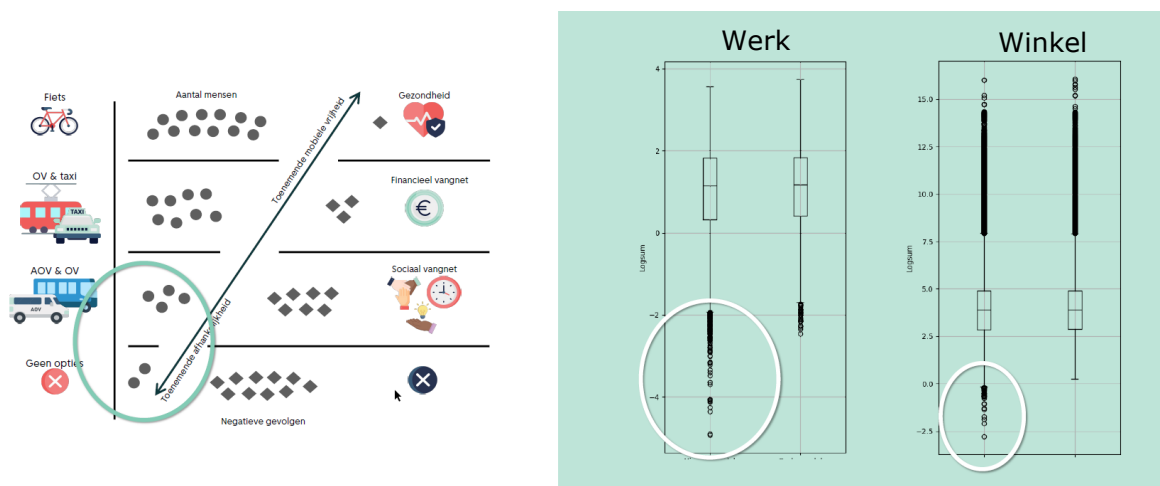 Fiets
Aantal mensen
Gezondheid
Toenemende mobiele vrijheid
OV & taxi
TAXI
Financieel vangnet
€
AOV & OV
AOV
Sociaal vangnet
Toenemende afhankelijkheid
Geen opties
Negatieve gevolgen
Werk
4
2
0
−2
−4
Logsum
Winkel
15.0
12.5
10.0
7.5
5.0
2.5
0.0
−2.5
Logsum